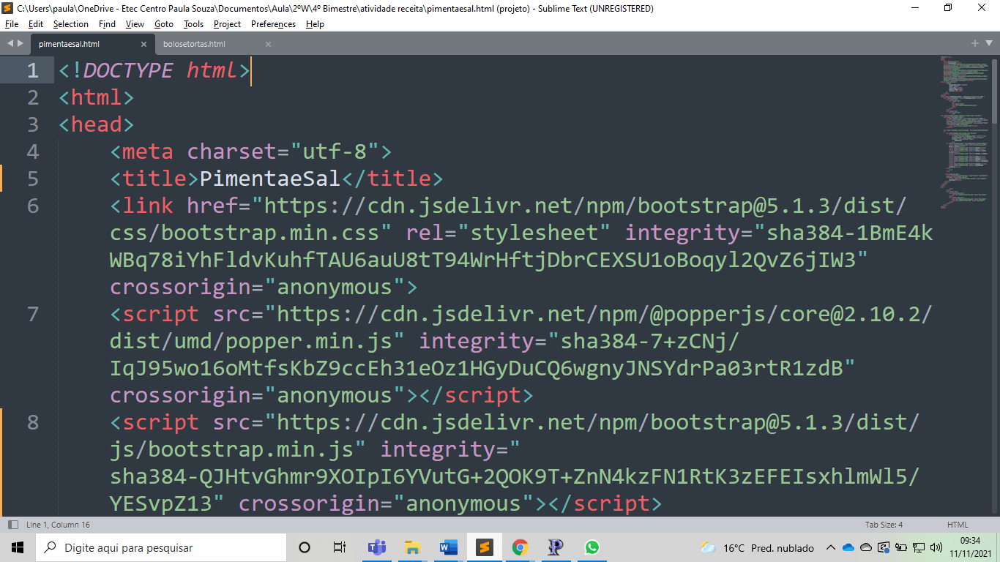 C:\Users\paula\OneDrive - Etec Centro Paula Souza\Documentos\Aula\2ºW\4º Bimestre\atividade receita\pimentaesal.html (projeto) - Sublime Text (UNREGISTERED)
File Edit Selection Find View Goto Tools Project Preferences Help
pimentaesal.html bolosetortas.html
1 <!DOCTYPE html>
2 <html>
3 <head>
4 <meta charset="utf-8">
5 <title>PimentaeSal</title>
6 <link href="https://cdn.jsdelivr.net/npm/bootstrap@5.1.3/dist/
css/bootstrap.min.css" rel="stylesheet" integrity="sha384-1BmE4k
WBq78iYhFldvKuhfTAU6auU8tT94WrHftjDbrCEXSU1oBoqyl2QvZ6jIW3"
crossorigin="anonymous">
7 <script src="https://cdn.jsdelivr.net/npm/@popperjs/core@2.10.2/
dist/umd/popper.min.js" integrity="sha384-7+zCNj/
IqJ95wo16oMtfsKbZ9ccEh31eOz1HGyDuCQ6wgnyJNSYdrPa03rtR1zdB"
crossorigin="anonymous"></script>
8 <script src="https://cdn.jsdelivr.net/npm/bootstrap@5.1.3/dist/
js/bootstrap.min.js" integrity="
sha384-QJHtvGhmr9XOIpI6YVutG+2QOK9T+ZnN4kzFN1RtK3zEFEIsxhlmWl5/
YESvpZ13" crossorigin="anonymous"></script>
Line 1, Column 16 Tab Size: 4 HTML
Digite aqui para pesquisar 16°C Pred. nublado 09:34
11/11/2021